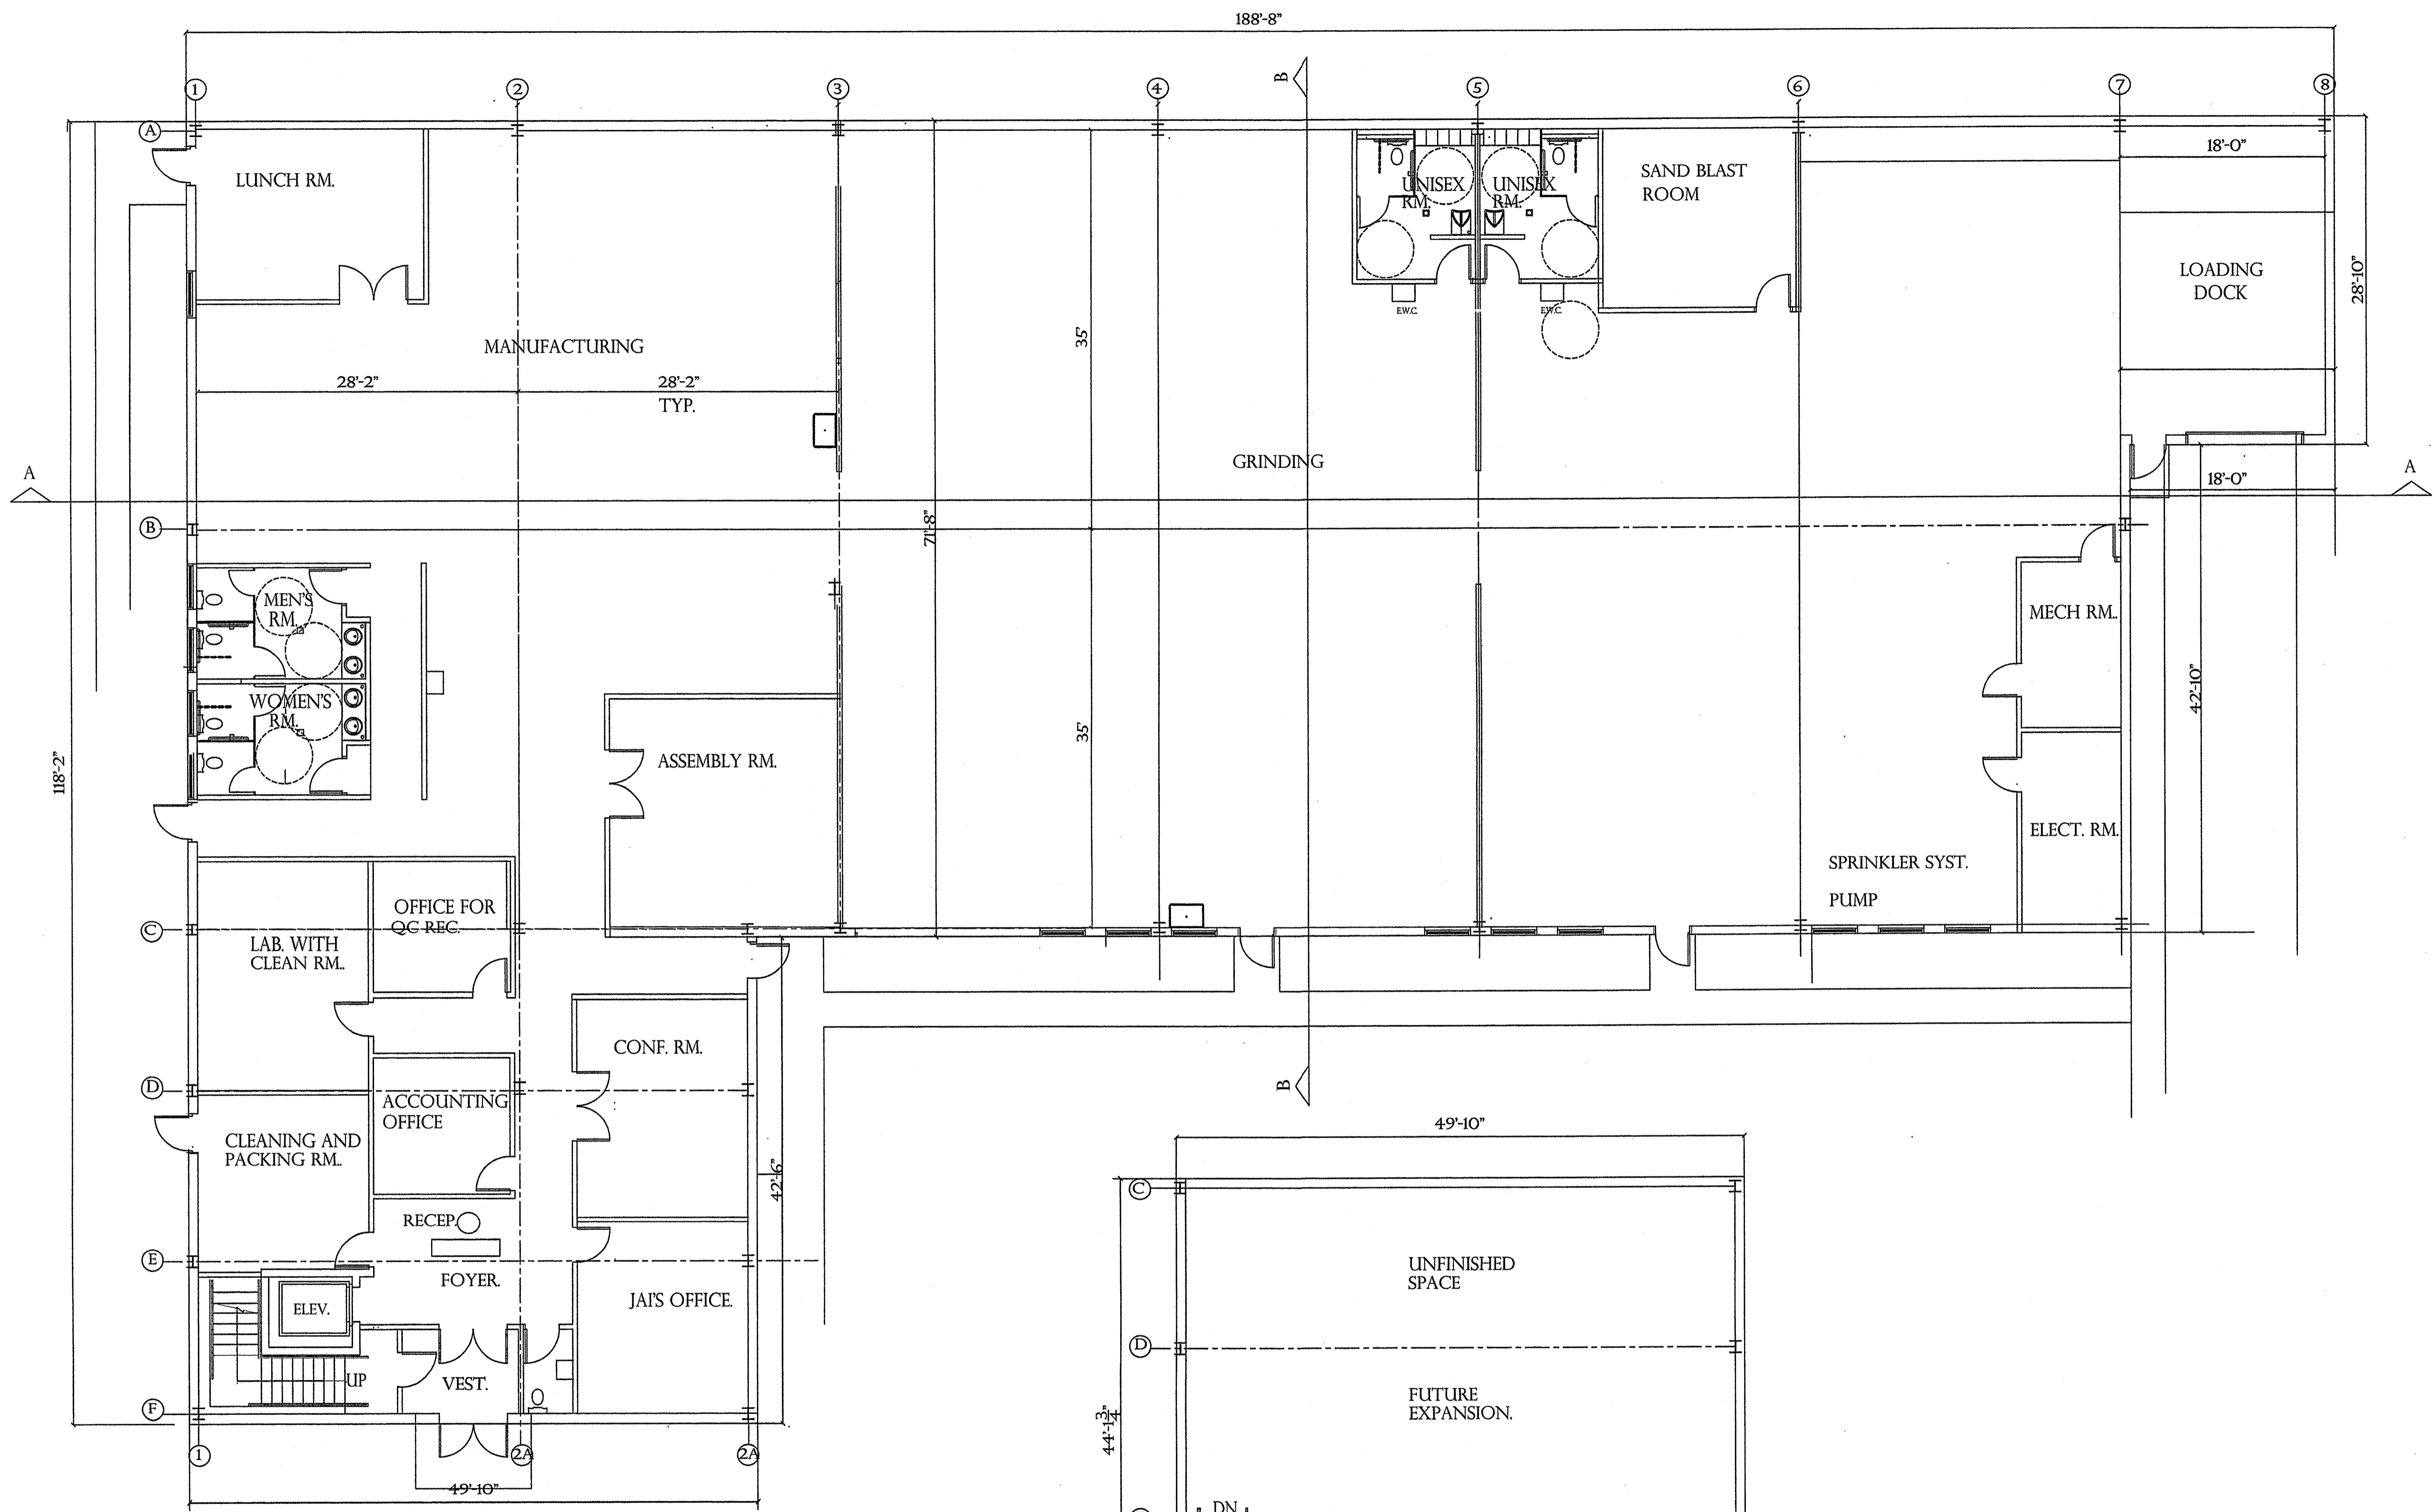 188'-8"
B
1
2
3
4
5
6
7
8
A
18'-0"
LUNCH RM.
UNISEX
RM.
UNISEX
RM.
SAND BLAST
ROOM
LOADING
DOCK
28'-10"
E.W.C.
E.W.C.
MANUFACTURING
35'
28'-2"
28'-2"
TYP.
GRINDING
A
A
18'-0"
B
71'-8"
MEN'S
RM.
MECH RM..
WOMEN'S
RM.
42'-10"
35'
118'-2"
ASSEMBLY RM.
ELECT. RM.
SPRINKLER SYST.
PUMP
OFFICE FOR
QC REC.
C
LAB. WITH
CLEAN RM..
CONF. RM.
D
B
ACCOUNTING
OFFICE
CLEANING AND
PACKING RM..
42'-6"
49'-10"
C
RECEP.
E
FOYER.
UNFINISHED
SPACE
ELEV.
JAI'S OFFICE.
D
UP
VEST.
FUTURE
EXPANSION.
F
44'-1 3/4"
1
2A
2A
49'-10"
DN